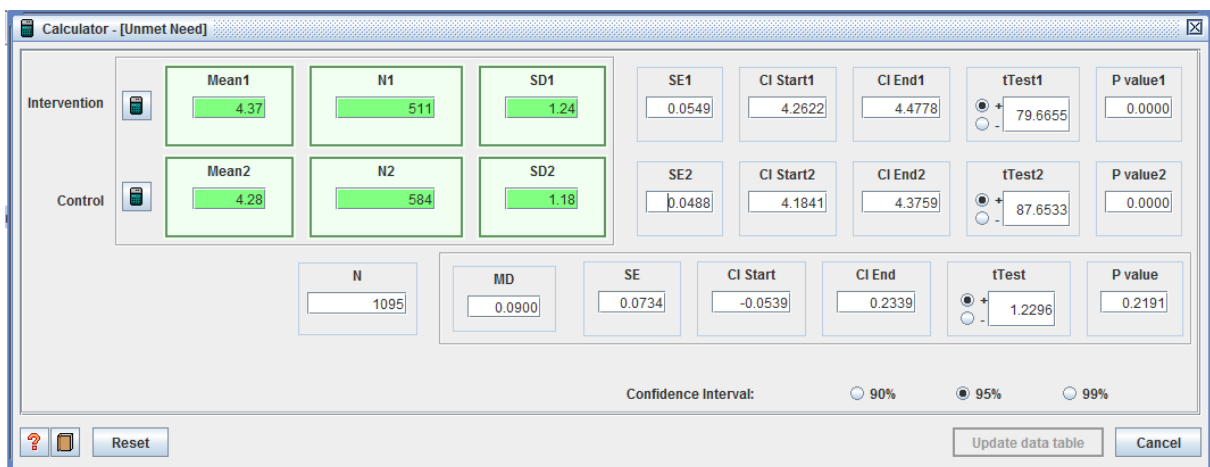 Calculator - [Unmet Need]
Mean1 N1 SD1 SE1 CI Start1 CI End1 tTest1 P value1
Intervention 4.37 511 1.24 0.0549 4.2622 4.4778 + - 79.6655 0.0000
Mean2 N2 SD2 SE2 CI Start2 CI End2 tTest2 P value2
Control 4.28 584 1.18 0.0488 4.1841 4.3759 + - 87.6533 0.0000
N MD SE CI Start CI End tTest P value
1095 0.0900 0.0734 -0.0539 0.2339 + - 1.2296 0.2191
Confidence Interval: 90% 95% 99%
? Reset Update data table Cancel